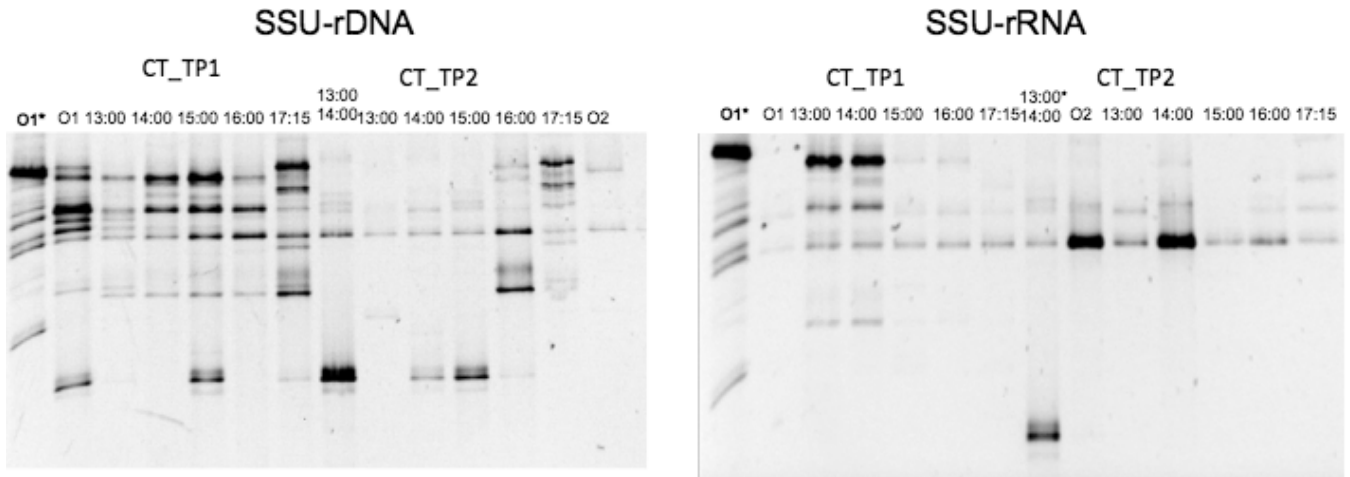 SSU-rDNA
CT_TP1
CT_TP2
13:00
O1* O1 13:00 14:00 15:00 16:00 17:15 14:00 13:00 14:00 15:00 16:00 17:15 O2
SSU-rRNA
CT_TP1
CT_TP2
13:00*
O1* O1 13:00 14:00 15:00 16:00 17:15 14:00 O2 13:00 14:00 15:00 16:00 17:15